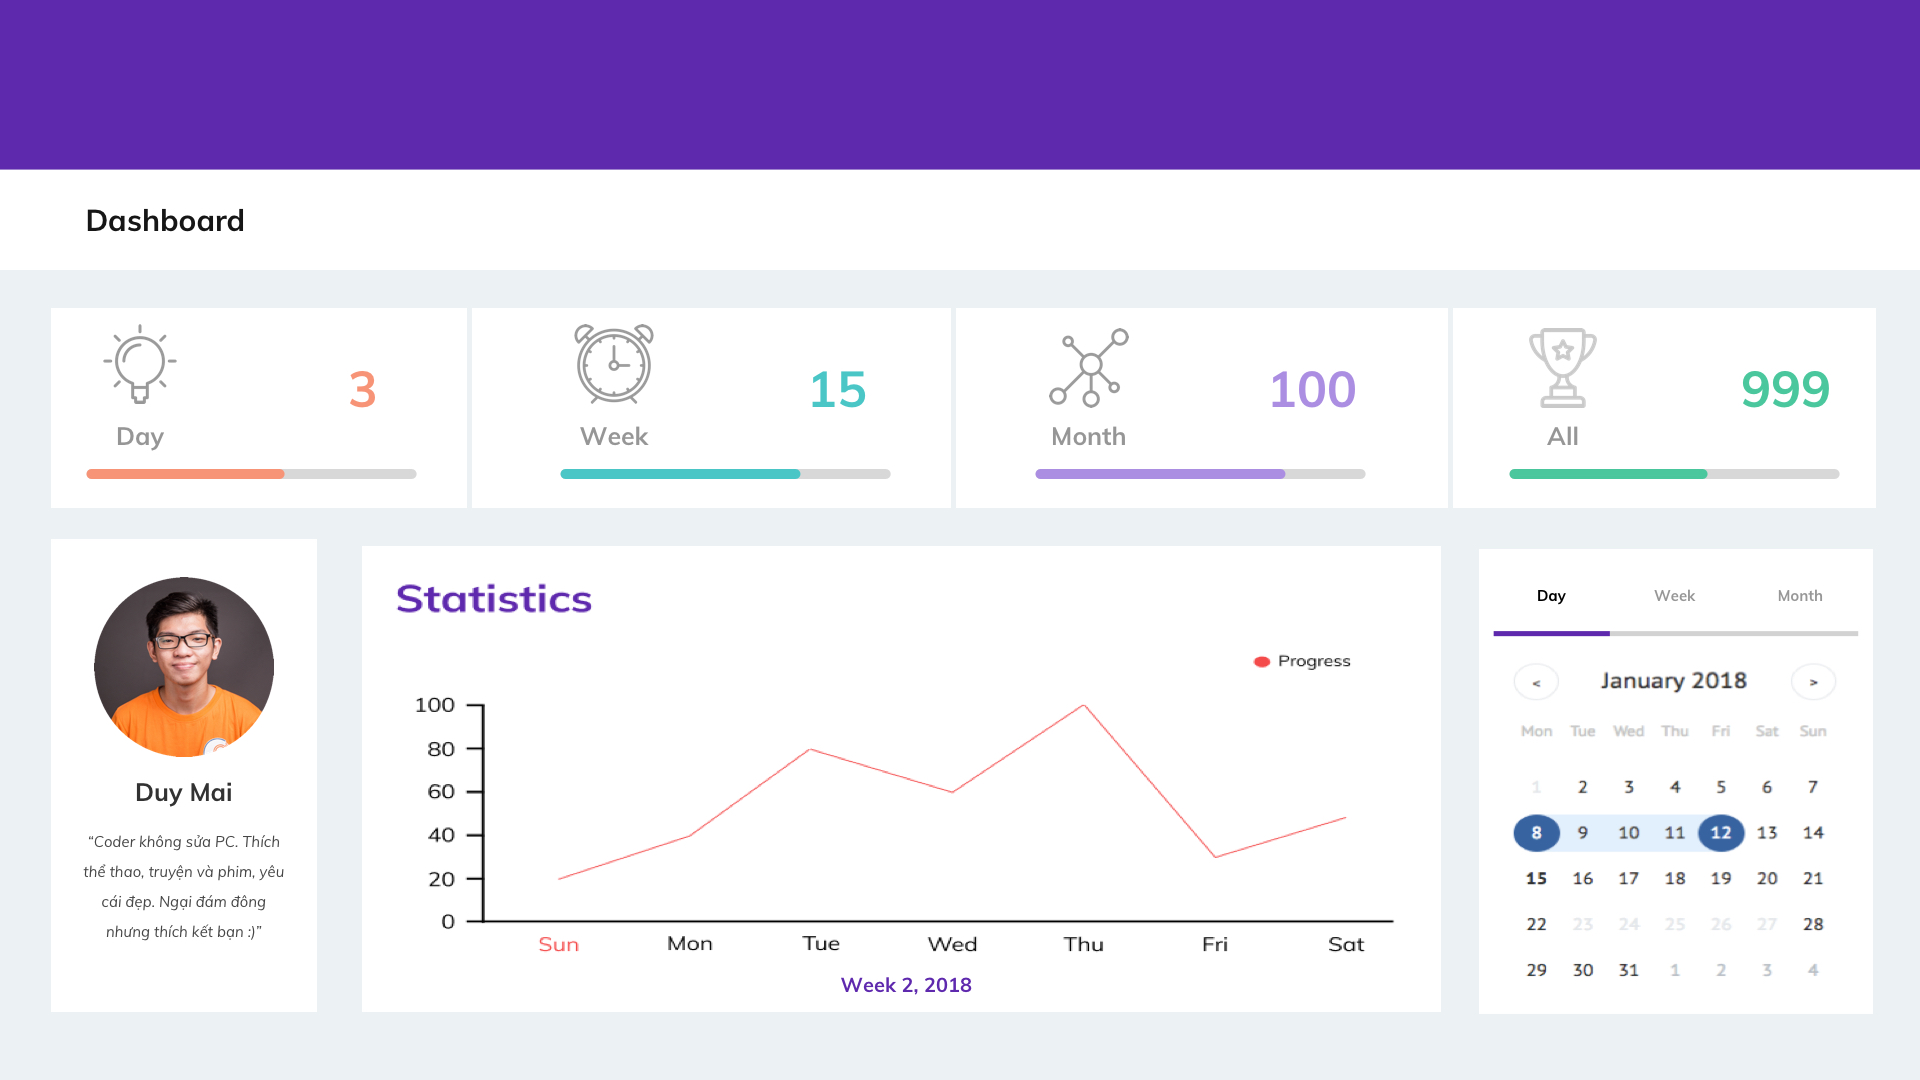 Dashboard
3
Day
15
Week
100
Month
999
All
Duy Mai
“Coder không sửa PC. Thích
thể thao, truyện và phim, yêu
cái đẹp. Ngại đám đông
nhưng thích kết bạn :)”
Statistics
Progress
100
80
60
40
20
0
Sun Mon Tue Wed Thu Fri Sat
Week 2, 2018
Day Week Month
< January 2018 >
Mon Tue Wed Thu Fri Sat Sun
1 2 3 4 5 6 7
8 9 10 11 12 13 14
15 16 17 18 19 20 21
22 23 24 25 26 27 28
29 30 31 1 2 3 4